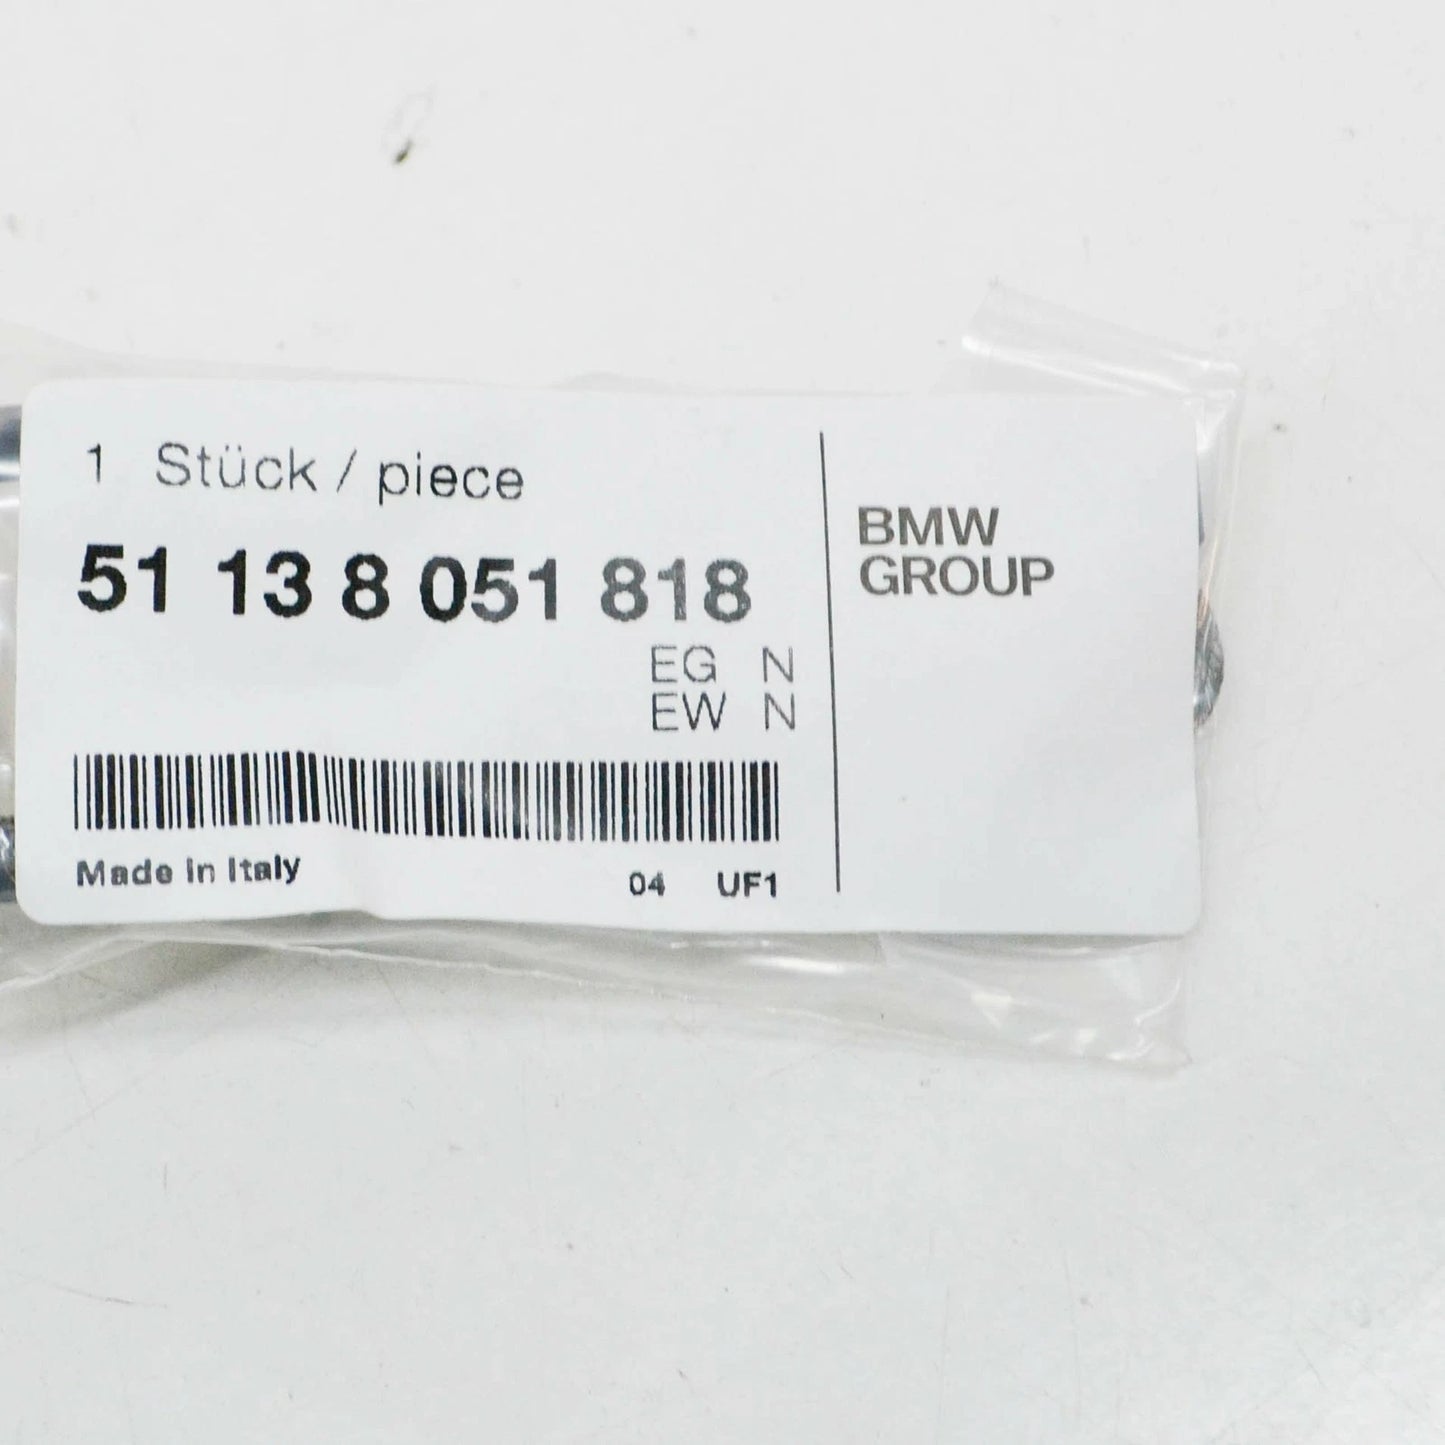 1 Stück / piece
51 13 8 051 818
EG N
EW N
Made in Italy
04 UF1
BMW
GROUP